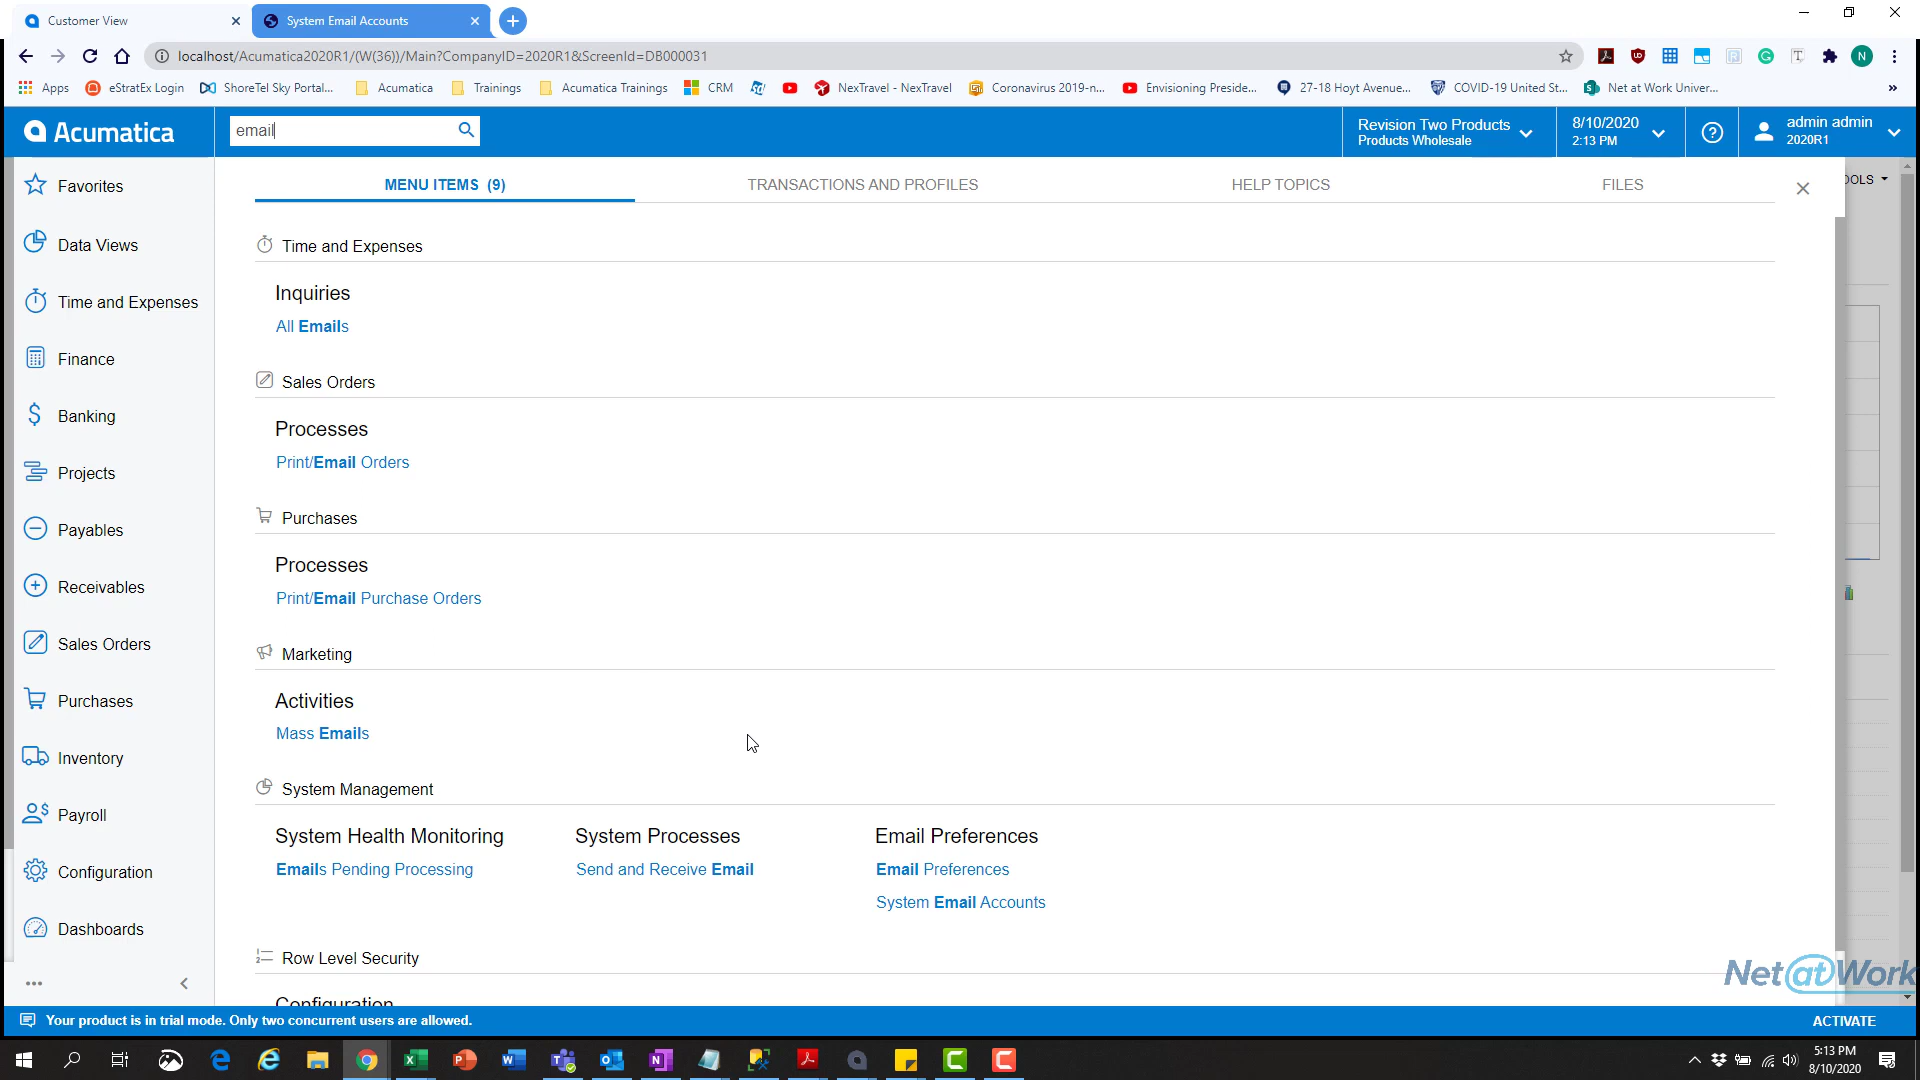 Customer View
System Email Accounts
localhost/Acumatica2020R1/(W(36))/Main?CompanyID=2020R1&ScreenId=DB000031
N
Apps
eStratEx Login
ShoreTel Sky Portal...
Acumatica
Trainings
Acumatica Trainings
CRM
NexTravel - NexTravel
Coronavirus 2019-n...
Envisioning Preside...
27-18 Hoyt Avenue...
COVID-19 United St...
Net at Work Univer...
»
Acumatica
email
Revision Two Products
Products Wholesale
8/10/2020
2:13 PM
admin admin
2020R1
Favorites
Data Views
Time and Expenses
Finance
Banking
Projects
Payables
Receivables
Sales Orders
Purchases
Inventory
Payroll
Configuration
Dashboards
MENU ITEMS (9)
TRANSACTIONS AND PROFILES
HELP TOPICS
FILES
OOLS
Time and Expenses
Inquiries
All Emails
Sales Orders
Processes
Print/Email Orders
Purchases
Processes
Print/Email Purchase Orders
Marketing
Activities
Mass Emails
System Management
System Health Monitoring
Emails Pending Processing
System Processes
Send and Receive Email
Email Preferences
Email Preferences
System Email Accounts
Row Level Security
Configuration
Net at Work
Your product is in trial mode. Only two concurrent users are allowed.
ACTIVATE
5:13 PM
8/10/2020